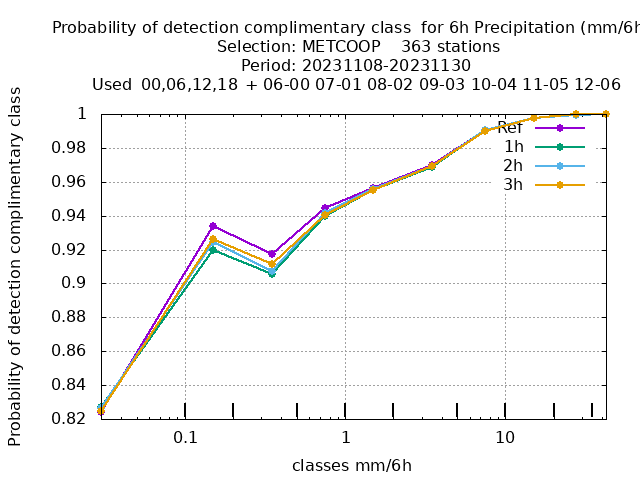 Probability of detection complimentary class  for 6h Precipitation (mm/6h
Selection: METCOOP    363 stations
Period: 20231108-20231130
Used  00,06,12,18  + 06-00 07-01 08-02 09-03 10-04 11-05 12-06
Probability of detection complimentary class
1
0.98
0.96
0.94
0.92
0.9
0.88
0.86
0.84
0.82
Ref
1h
2h
3h
0.1
1
10
classes mm/6h